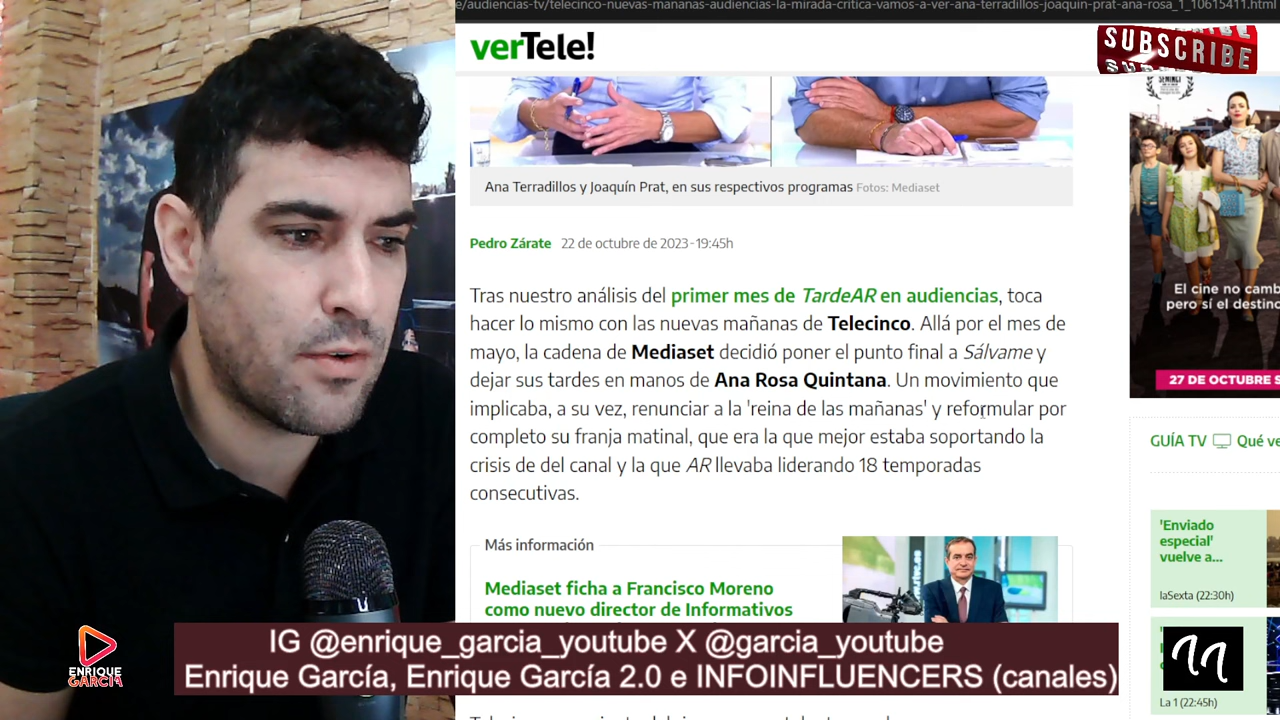 e/audiencias-tv/telecinco-nuevas-mananas-audiencias-la-mirada-critica-vamos-a-ver-ana-terradillos-joaquin-prat-ana-rosa_1_10615411.html
verTele!
SUBSCRIBE
Ana Terradillos y Joaquín Prat, en sus respectivos programas Fotos: Mediaset
Pedro Zárate 22 de octubre de 2023 - 19:45h
Tras nuestro análisis del primer mes de TardeAR en audiencias, toca
hacer lo mismo con las nuevas mañanas de Telecinco. Allá por el mes de
mayo, la cadena de Mediaset decidió poner el punto final a Sálvame y
dejar sus tardes en manos de Ana Rosa Quintana. Un movimiento que
implicaba, a su vez, renunciar a la 'reina de las mañanas' y reformular por
completo su franja matinal, que era la que mejor estaba soportando la
crisis de del canal y la que AR llevaba liderando 18 temporadas
consecutivas.
Más información
Mediaset ficha a Francisco Moreno
como nuevo director de Informativos
El cine no camb
pero sí el destino
27 DE OCTUBRE S
GUÍA TV Qué ve
'Enviado
especial'
vuelve a...
laSexta (22:30h)
La 1 (22:45h)
IG @enrique_garcia_youtube X @garcia_youtube
Enrique García, Enrique García 2.0 e INFOINFLUENCERS (canales)
ENRIQUE
GARCÍA